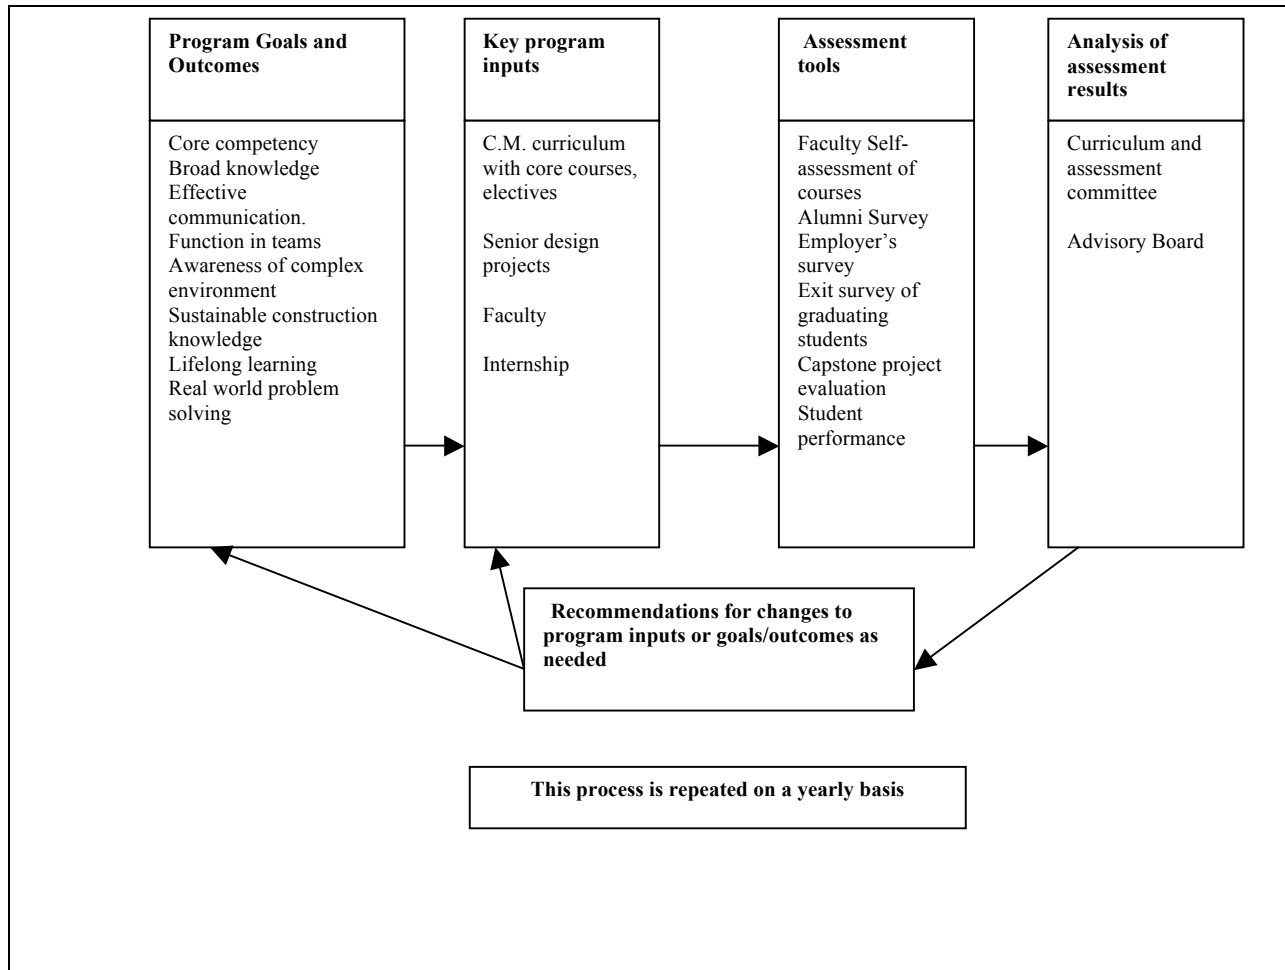 Program Goals and
Outcomes
Core competency
Broad knowledge
Effective
communication.
Function in teams
Awareness of complex
environment
Sustainable construction
knowledge
Lifelong learning
Real world problem
solving
Key program
inputs
C.M. curriculum
with core courses,
electives
Senior design
projects
Faculty
Internship
Assessment
tools
Faculty Self-
assessment of
courses
Alumni Survey
Employer’s
survey
Exit survey of
graduating
students
Capstone project
evaluation
Student
performance
Analysis of
assessment
results
Curriculum and
assessment
committee
Advisory Board
Recommendations for changes to
program inputs or goals/outcomes as
needed
This process is repeated on a yearly basis